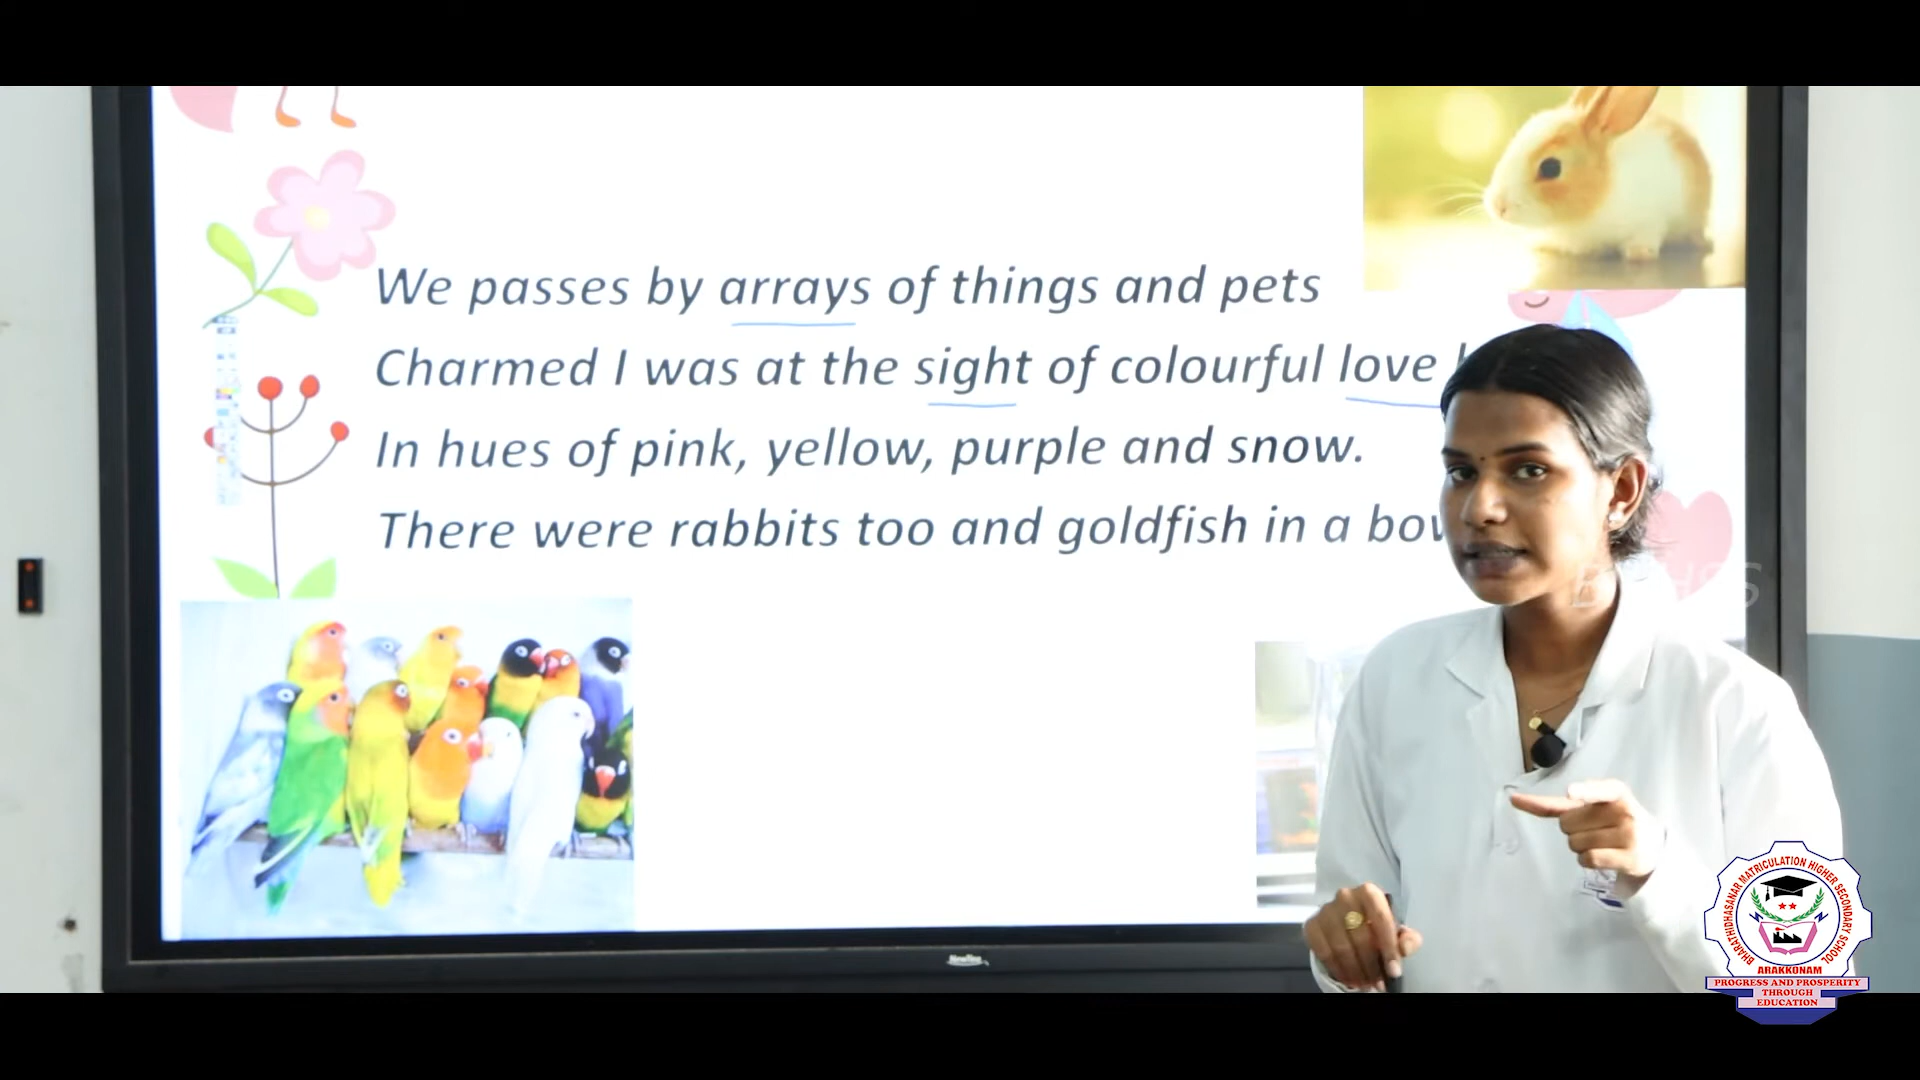 We passes by arrays of things and pets
Charmed I was at the sight of colourful love
In hues of pink, yellow, purple and snow.
There were rabbits too and goldfish in a
NewTeq
BHARATHIDHASANAR MATRICULATION HIGHER SECONDARY SCHOOL
ARAKKONAM
PROGRESS AND PROSPERITY
THROUGH
EDUCATION